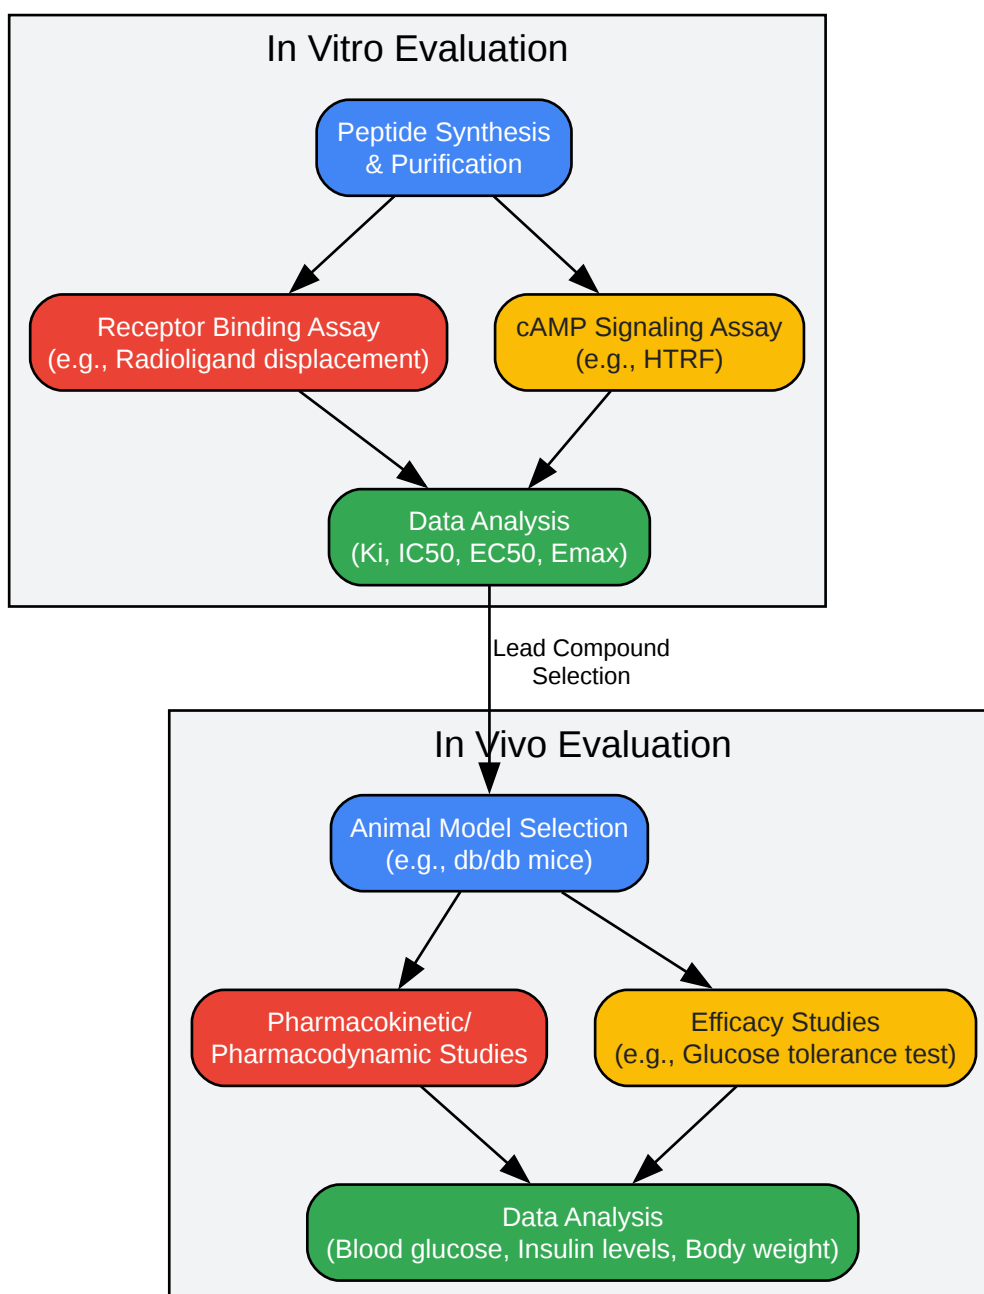 In Vitro Evaluation
Peptide Synthesis
& Purification
Receptor Binding Assay
(e.g., Radioligand displacement)
cAMP Signaling Assay
(e.g., HTRF)
Data Analysis
(Ki, IC50, EC50, Emax)
Lead Compound
Selection
In Vivo Evaluation
Animal Model Selection
(e.g., db/db mice)
Pharmacokinetic/
Pharmacodynamic Studies
Efficacy Studies
(e.g., Glucose tolerance test)
Data Analysis
(Blood glucose, Insulin levels, Body weight)